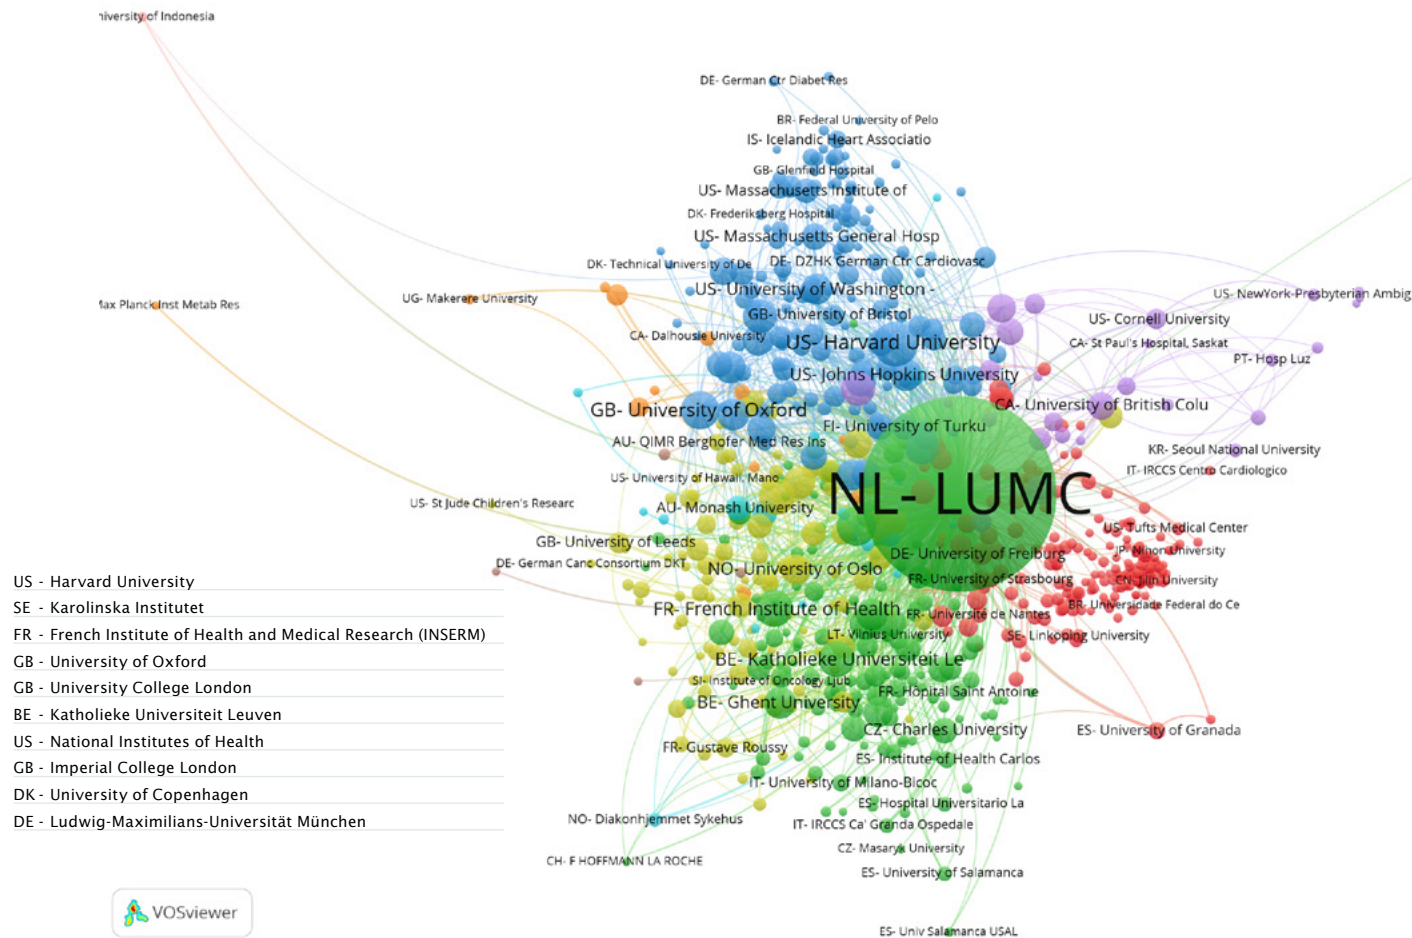 niversity of Indonesia
DE- German Ctr Diabet Res
BR- Federal University of Pelo
IS- Icelandic Heart Associatio
GB- Glenfield Hospital
US- Massachusetts Institute of
DK- Frederiksberg Hospital
US- Massachusetts General Hosp
DK- Technical University of De
DE- DZHK German Ctr Cardiovasc
US- University of Washington -
UG- Makerere University
Max Planck Inst Metab Res
US- NewYork-Presbyterian Ambig
GB- University of Bristol
US- Cornell University
CA- Dalhousie University
US- Harvard University
CA- St Paul's Hospital, Saskat
PT- Hosp Luz
US- Johns Hopkins University
GB- University of Oxford
CA- University of British Colu
FI- University of Turku
AU- QIMR Berghofer Med Res Ins
KR- Seoul National University
IT- IRCCS Centro Cardiologico
US- University of Hawaii, Mano
NL- LUMC
US- St Jude Children's Researc
AU- Monash University
US- Tufts Medical Center
GB- University of Leeds
DE- University of Freiburg
JP- Nihon University
DE- German Canc Consortium DKT
NO- University of Oslo
FR- University of Strasbourg
CN- Jilin University
US - Harvard University
SE - Karolinska Institutet
FR - French Institute of Health and Medical Research (INSERM)
GB - University of Oxford
GB - University College London
BE - Katholieke Universiteit Leuven
US - National Institutes of Health
GB - Imperial College London
DK - University of Copenhagen
DE - Ludwig-Maximilians-Universität München
FR- French Institute of Health
FR- Universite de Nantes
BR- Universidade Federal do Ce
LT- Vilnius University
SE- Linkoping University
BE- Katholieke Universiteit Le
SI- Institute of Oncology Ljub
FR- Hopital Saint Antoine
BE- Ghent University
CZ- Charles University
ES- University of Granada
FR- Gustave Roussy
ES- Institute of Health Carlos
IT- University of Milano-Bicoc
ES- Hospital Universitario La
NO- Diakonhjemmet Sykehus
IT- IRCCS Ca' Granda Ospedale
CZ- Masaryk University
CH- F HOFFMANN LA ROCHE
ES- University of Salamanca
VOSviewer
ES- Univ Salamanca USAL